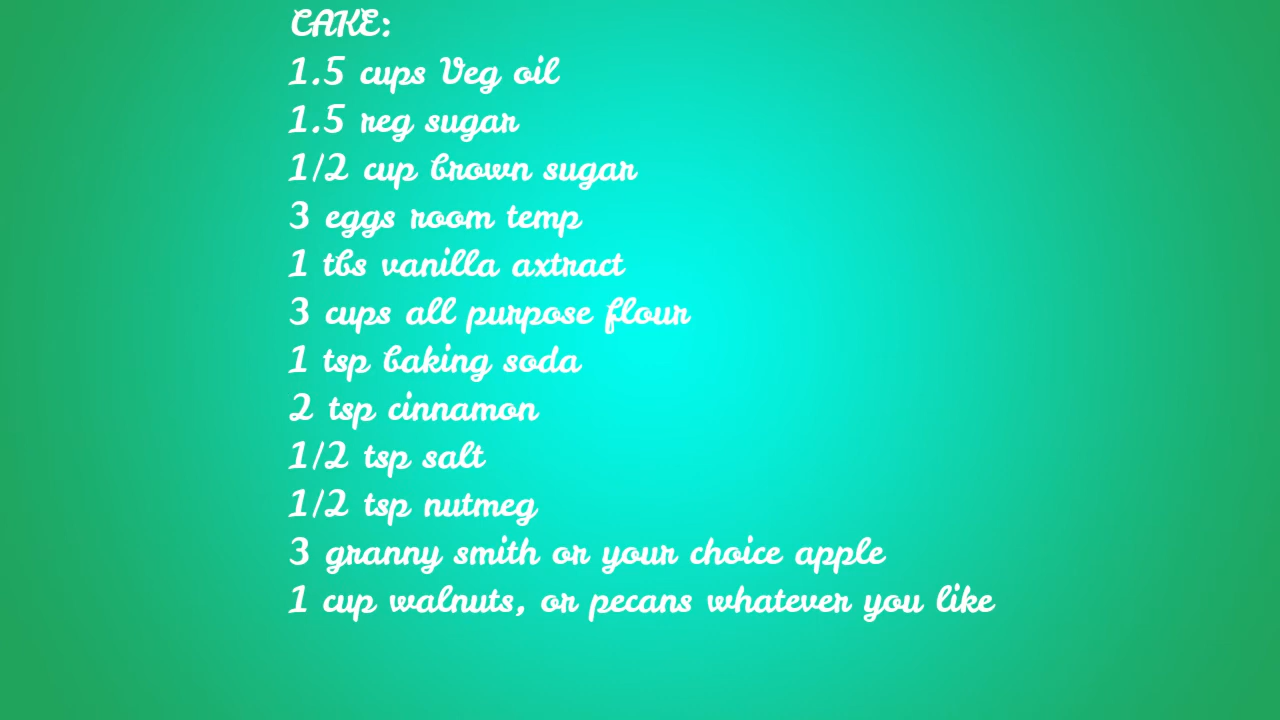 CAKE:
1.5 cups Veg oil
1.5 reg sugar
1/2 cup brown sugar
3 eggs room temp
1 tbs vanilla axtract
3 cups all purpose flour
1 tsp baking soda
2 tsp cinnamon
1/2 tsp salt
1/2 tsp nutmeg
3 granny smith or your choice apple
1 cup walnuts, or pecans whatever you like